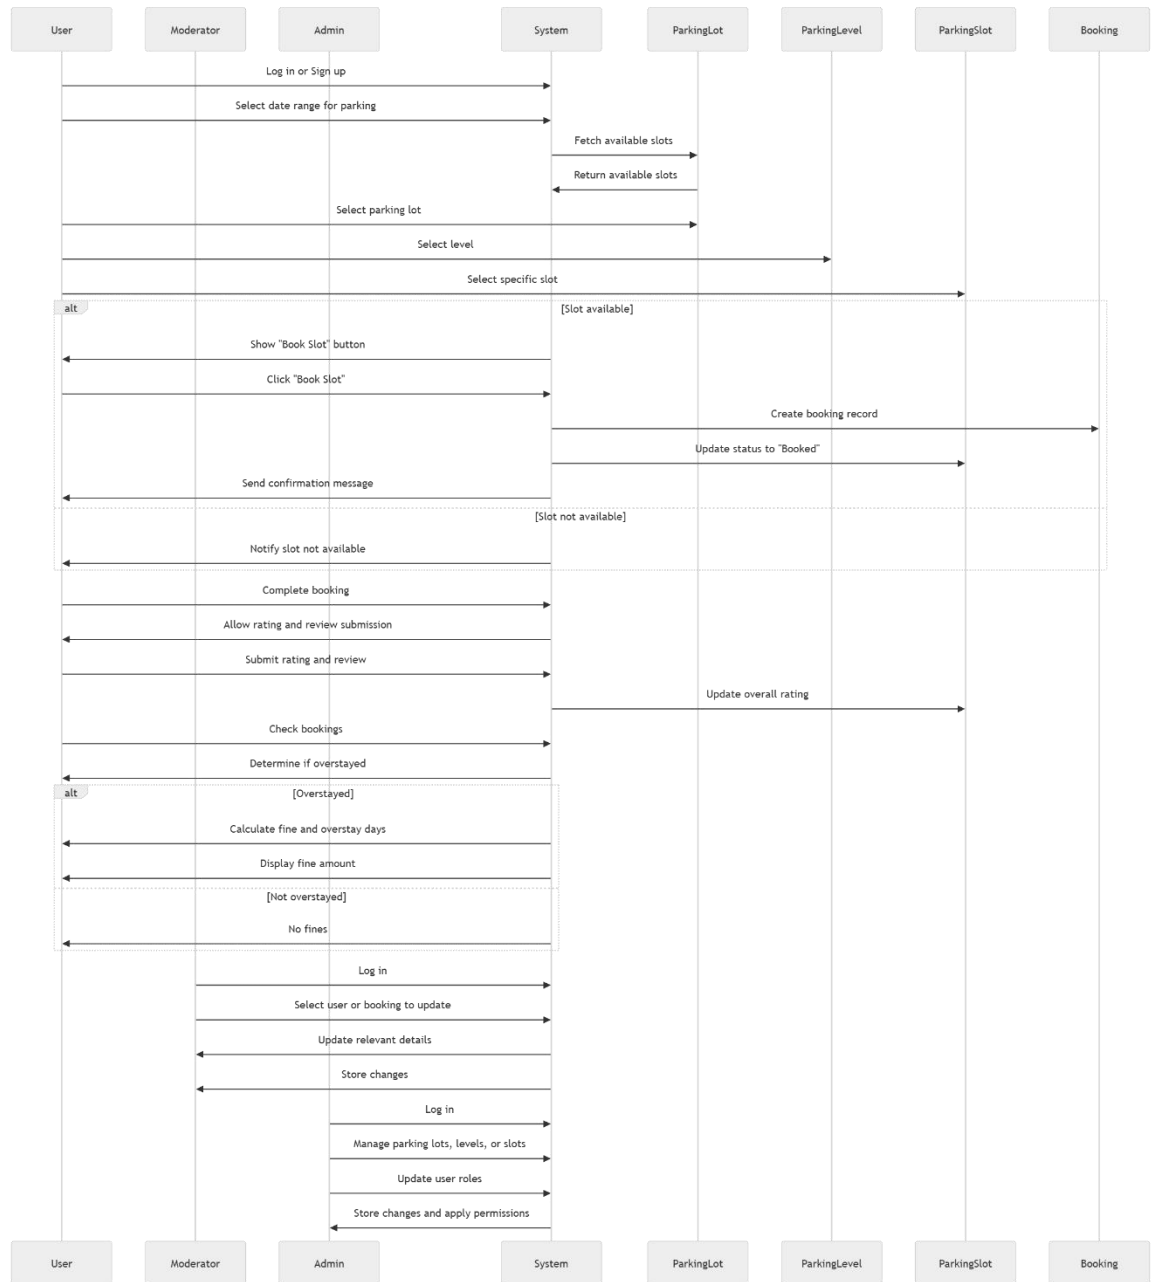 User
Moderator
Admin
System
ParkingLot
ParkingLevel
ParkingSlot
Booking
Log in or Sign up
Select date range for parking
Fetch available slots
Return available slots
Select parking lot
Select level
Select specific slot
alt
[Slot available]
Show "Book Slot" button
Click "Book Slot"
Create booking record
Update status to "Booked"
Send confirmation message
[Slot not available]
Notify slot not available
Complete booking
Allow rating and review submission
Submit rating and review
Update overall rating
Check bookings
Determine if overstayed
alt
[Overstayed]
Calculate fine and overstay days
Display fine amount
[Not overstayed]
No fines
Log in
Select user or booking to update
Update relevant details
Store changes
Log in
Manage parking lots, levels, or slots
Update user roles
Store changes and apply permissions
User
Moderator
Admin
System
ParkingLot
ParkingLevel
ParkingSlot
Booking